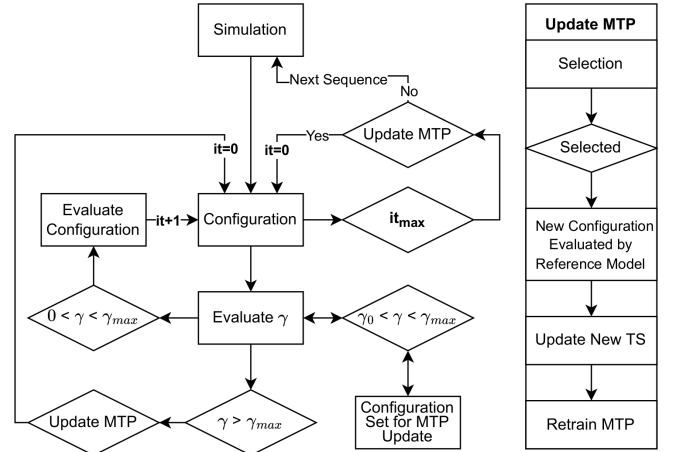 Simulation
Next Sequence
No
Yes
Update MTP
it=0
it=0
Evaluate
Configuration
it+1
Configuration
it_max
0 < γ < γ_max
Evaluate γ
γ_0 < γ < γ_max
Update MTP
γ > γ_max
Configuration
Set for MTP
Update
Update MTP
Selection
Selected
New Configuration
Evaluated by
Reference Model
Update New TS
Retrain MTP